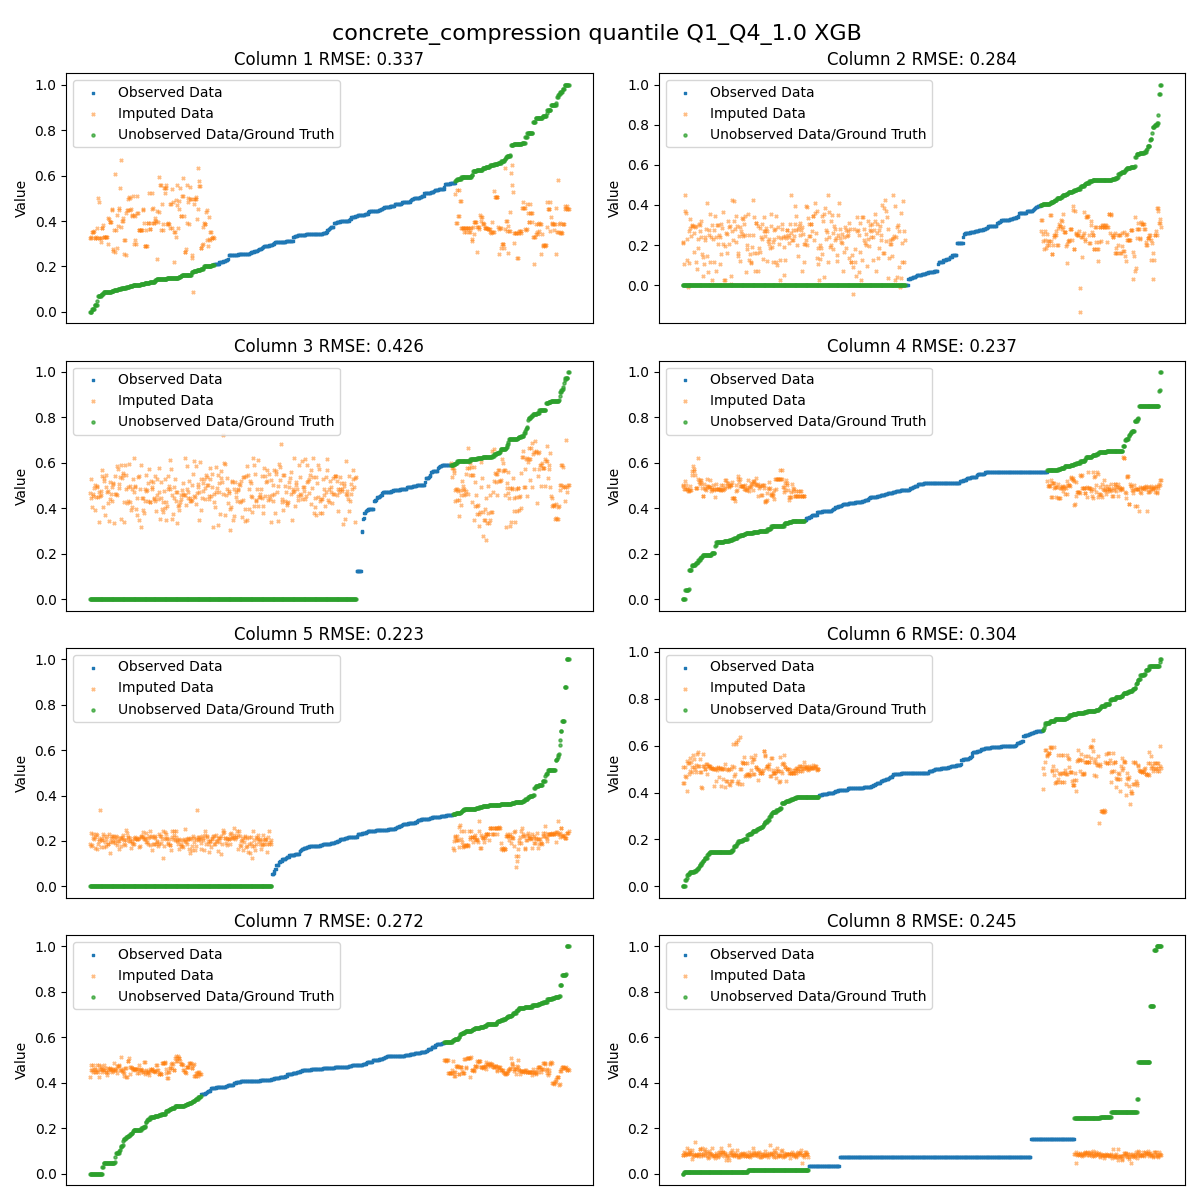 concrete_compression quantile Q1_Q4_1.0 XGB
Column 1 RMSE: 0.337
Value
1.0
0.8
0.6
0.4
0.2
0.0
Observed Data
Imputed Data
Unobserved Data/Ground Truth
Column 2 RMSE: 0.284
Value
1.0
0.8
0.6
0.4
0.2
0.0
Observed Data
Imputed Data
Unobserved Data/Ground Truth
Column 3 RMSE: 0.426
Value
1.0
0.8
0.6
0.4
0.2
0.0
Observed Data
Imputed Data
Unobserved Data/Ground Truth
Column 4 RMSE: 0.237
Value
1.0
0.8
0.6
0.4
0.2
0.0
Observed Data
Imputed Data
Unobserved Data/Ground Truth
Column 5 RMSE: 0.223
Value
1.0
0.8
0.6
0.4
0.2
0.0
Observed Data
Imputed Data
Unobserved Data/Ground Truth
Column 6 RMSE: 0.304
Value
1.0
0.8
0.6
0.4
0.2
0.0
Observed Data
Imputed Data
Unobserved Data/Ground Truth
Column 7 RMSE: 0.272
Value
1.0
0.8
0.6
0.4
0.2
0.0
Observed Data
Imputed Data
Unobserved Data/Ground Truth
Column 8 RMSE: 0.245
Value
1.0
0.8
0.6
0.4
0.2
0.0
Observed Data
Imputed Data
Unobserved Data/Ground Truth